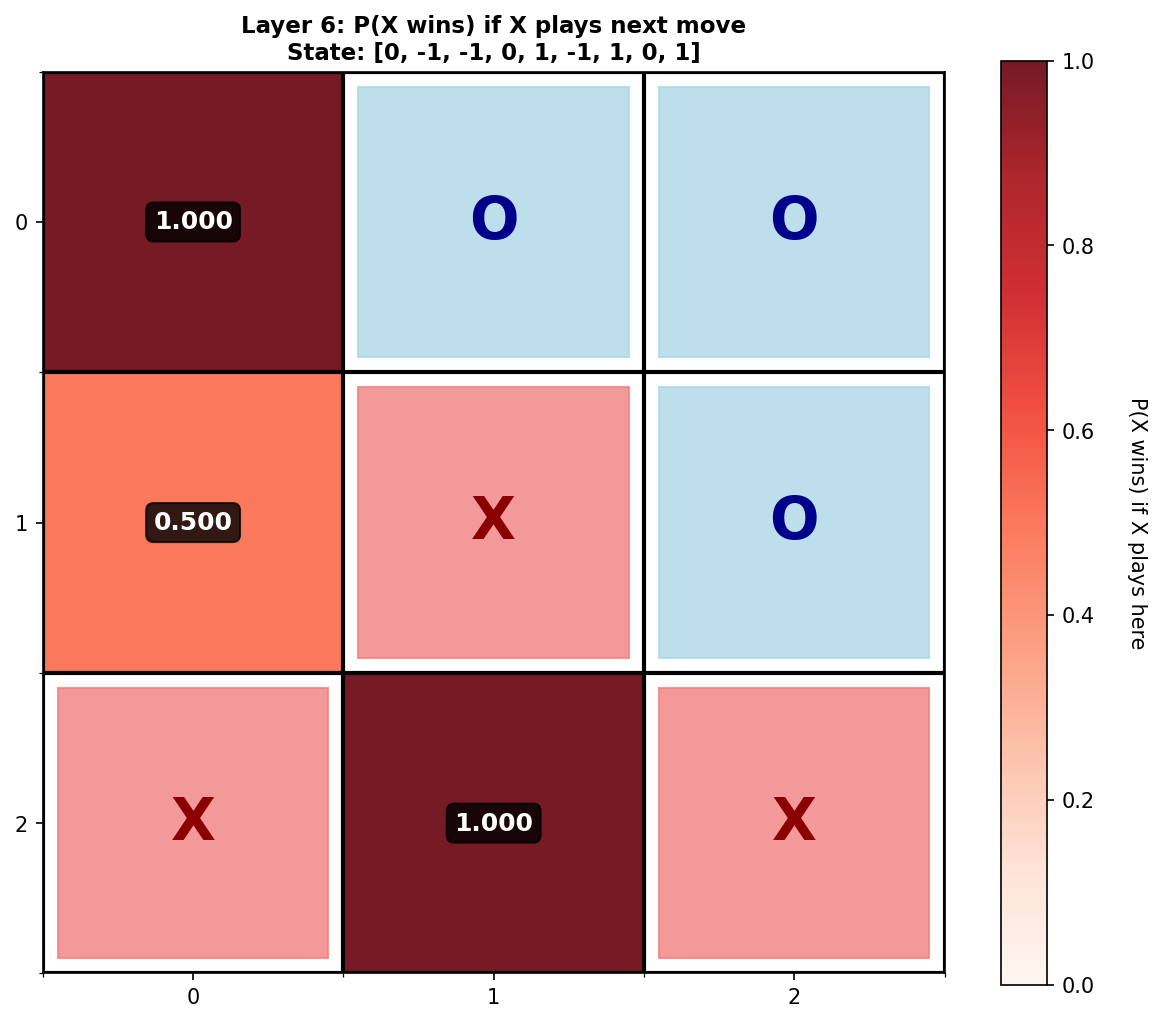 Layer 6: P(X wins) if X plays next move
State: [0, -1, -1, 0, 1, -1, 1, 0, 1]
1.000
O
O
0.500
X
O
X
1.000
X
0
1
2
0
1
2
1.0
0.8
0.6
0.4
0.2
0.0
P(X wins) if X plays here